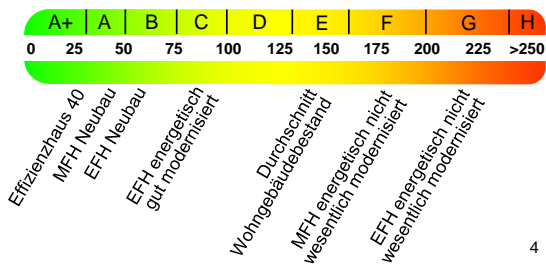 A+ A B C D E F G H
0 25 50 75 100 125 150 175 200 225 >250
Effizienzhaus 40
MFH Neubau
EFH Neubau
EFH energetisch
gut modernisiert
Durchschnitt
Wohngebäudebestand
MFH energetisch nicht
wesentlich modernisiert
EFH energetisch nicht
wesentlich modernisiert
4